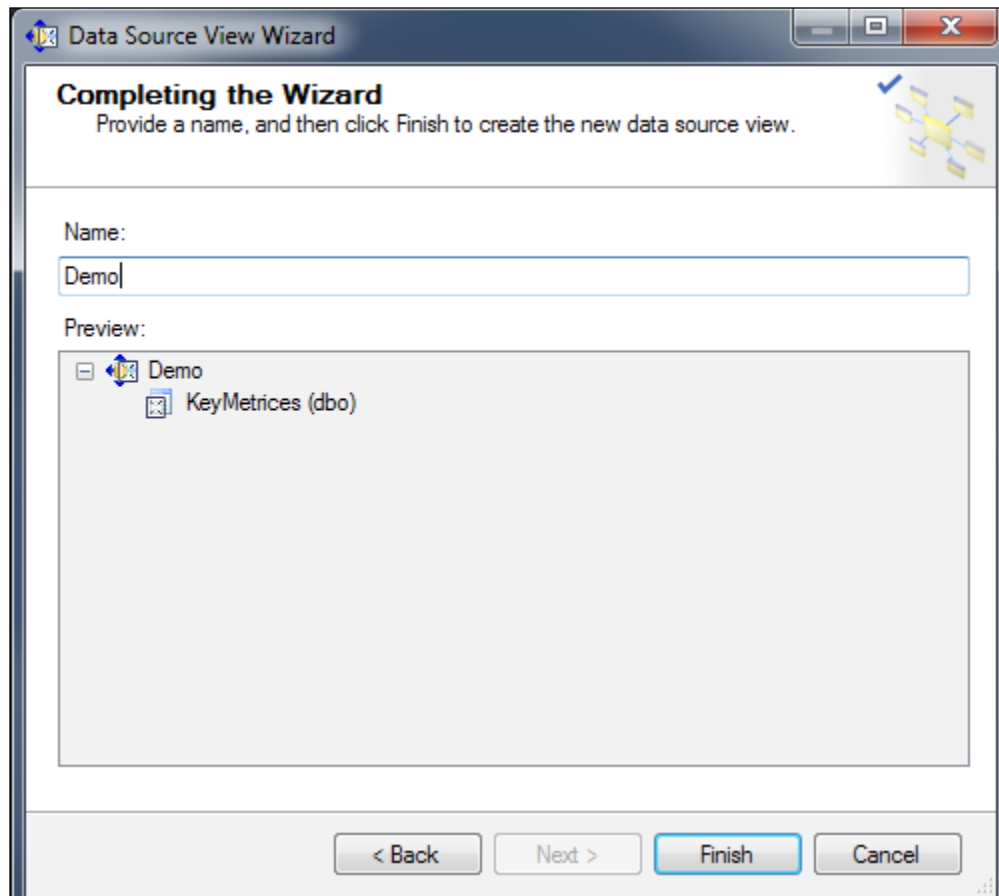 Data Source View Wizard
Completing the Wizard
Provide a name, and then click Finish to create the new data source view.
Name:
Demo
Preview:
Demo
KeyMetrices (dbo)
< Back Next > Finish Cancel